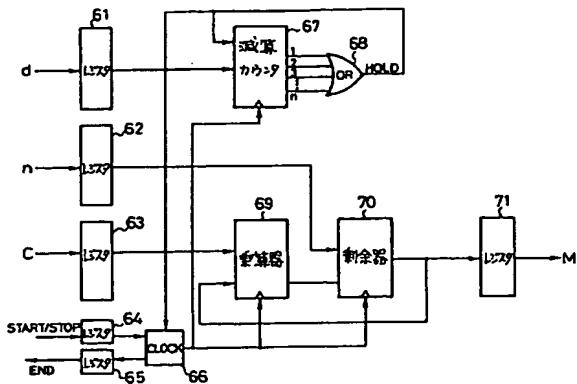 61
67
68
減算
カウンタ
1
2
3
n
OR
HOLD
d
レジスタ
62
n
レジスタ
63
C
レジスタ
69
乗算器
70
剰余器
71
レジスタ
M
START/STOP
レジスタ
64
CLOCK
END
レジスタ
65
66